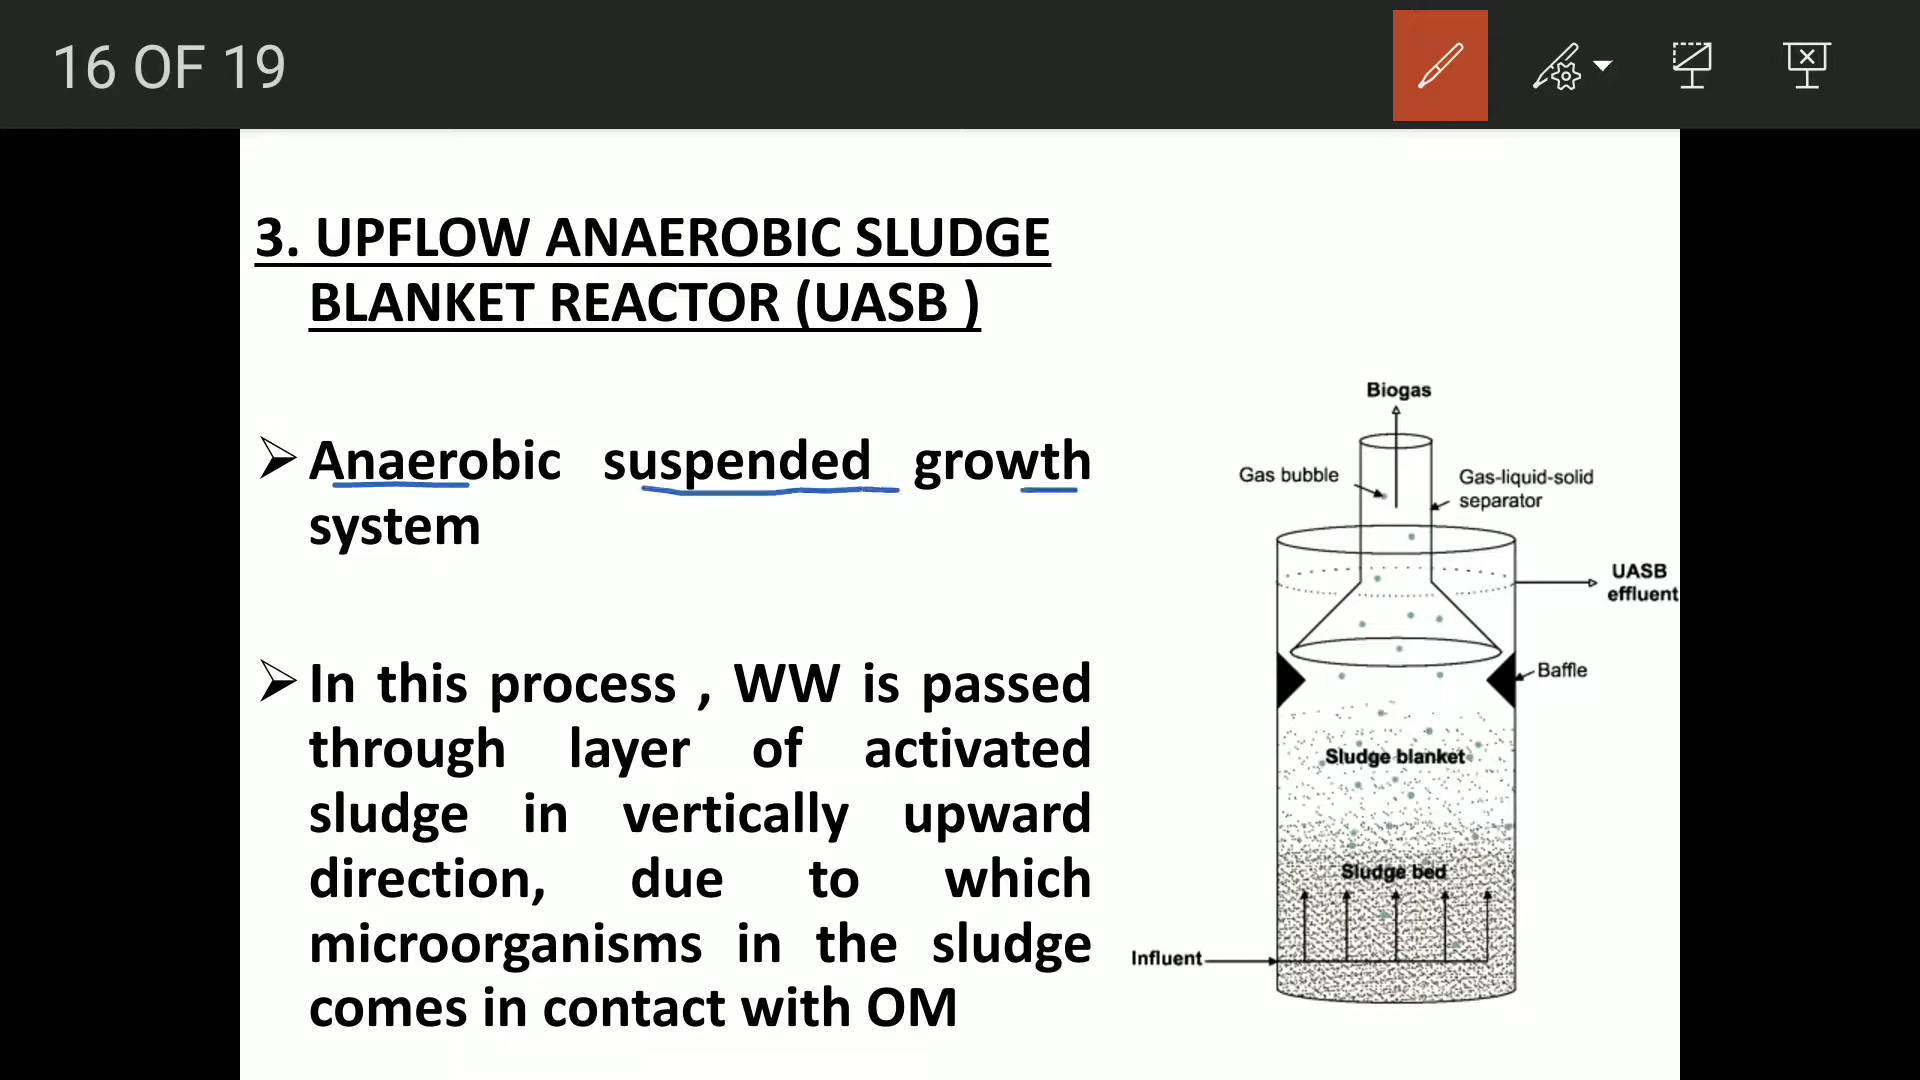 16 OF 19
3. UPFLOW ANAEROBIC SLUDGE
BLANKET REACTOR (UASB )
Anaerobic suspended growth
system
In this process , WW is passed
through layer of activated
sludge in vertically upward
direction, due to which
microorganisms in the sludge
comes in contact with OM
Biogas
Gas bubble
Gas-liquid-solid
separator
UASB
effluent
Baffle
Sludge blanket
Sludge bed
Influent